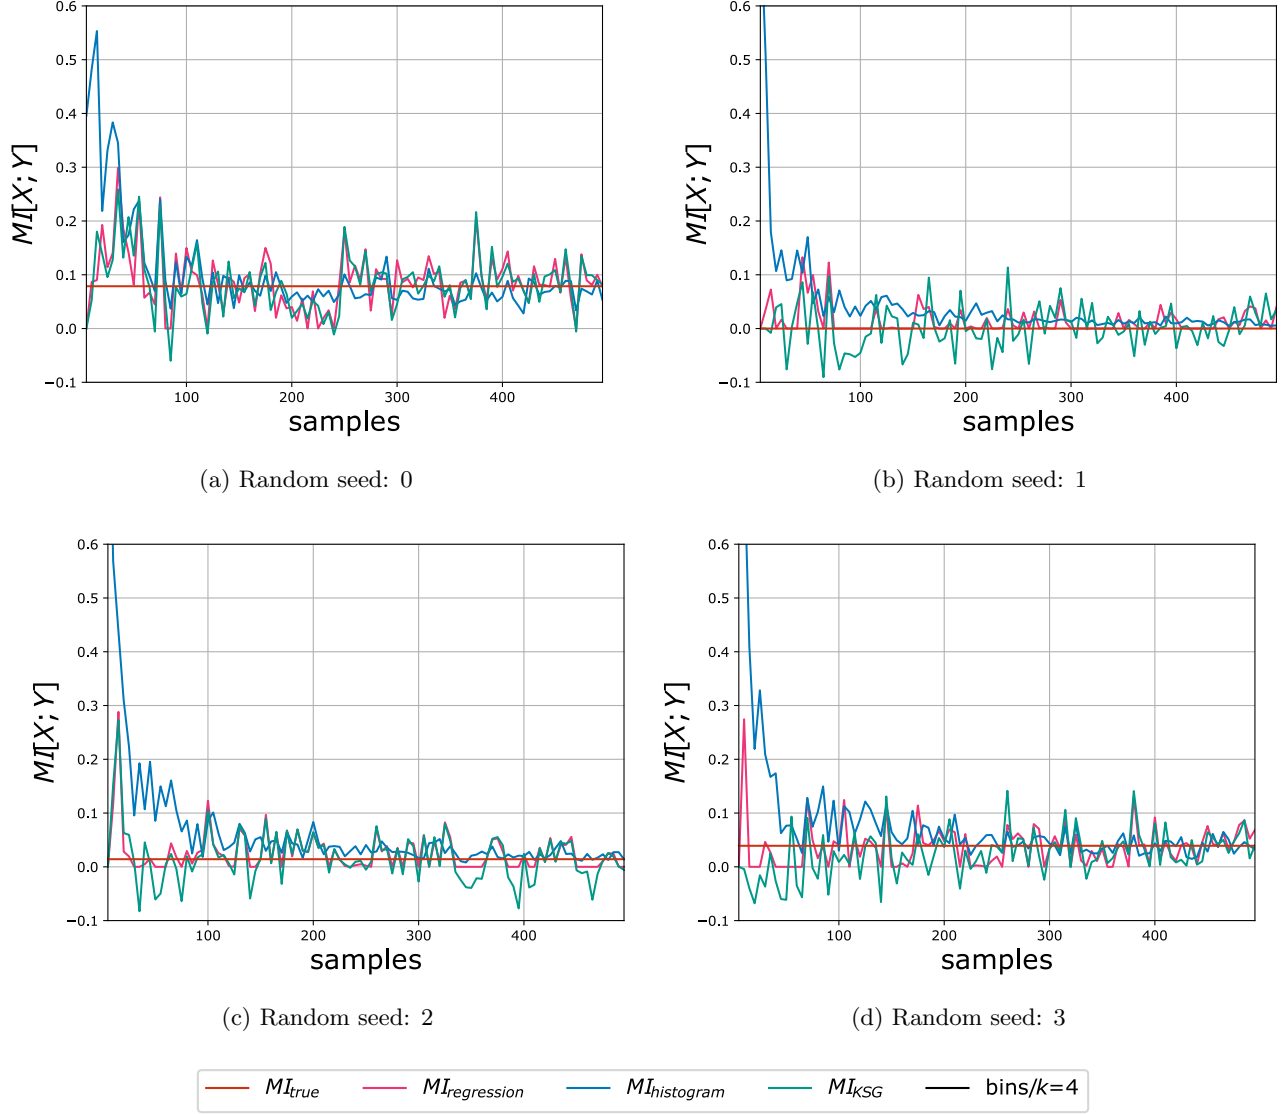 0.6
0.5
0.4
0.3
0.2
0.1
0.0
−0.1
MI[X; Y]
100 200 300 400
samples
(a) Random seed: 0
0.6
0.5
0.4
0.3
0.2
0.1
0.0
−0.1
MI[X; Y]
100 200 300 400
samples
(b) Random seed: 1
0.6
0.5
0.4
0.3
0.2
0.1
0.0
−0.1
MI[X; Y]
100 200 300 400
samples
(c) Random seed: 2
0.6
0.5
0.4
0.3
0.2
0.1
0.0
−0.1
MI[X; Y]
100 200 300 400
samples
(d) Random seed: 3
MI_true MI_regression MI_histogram MI_KSG bins/k=4